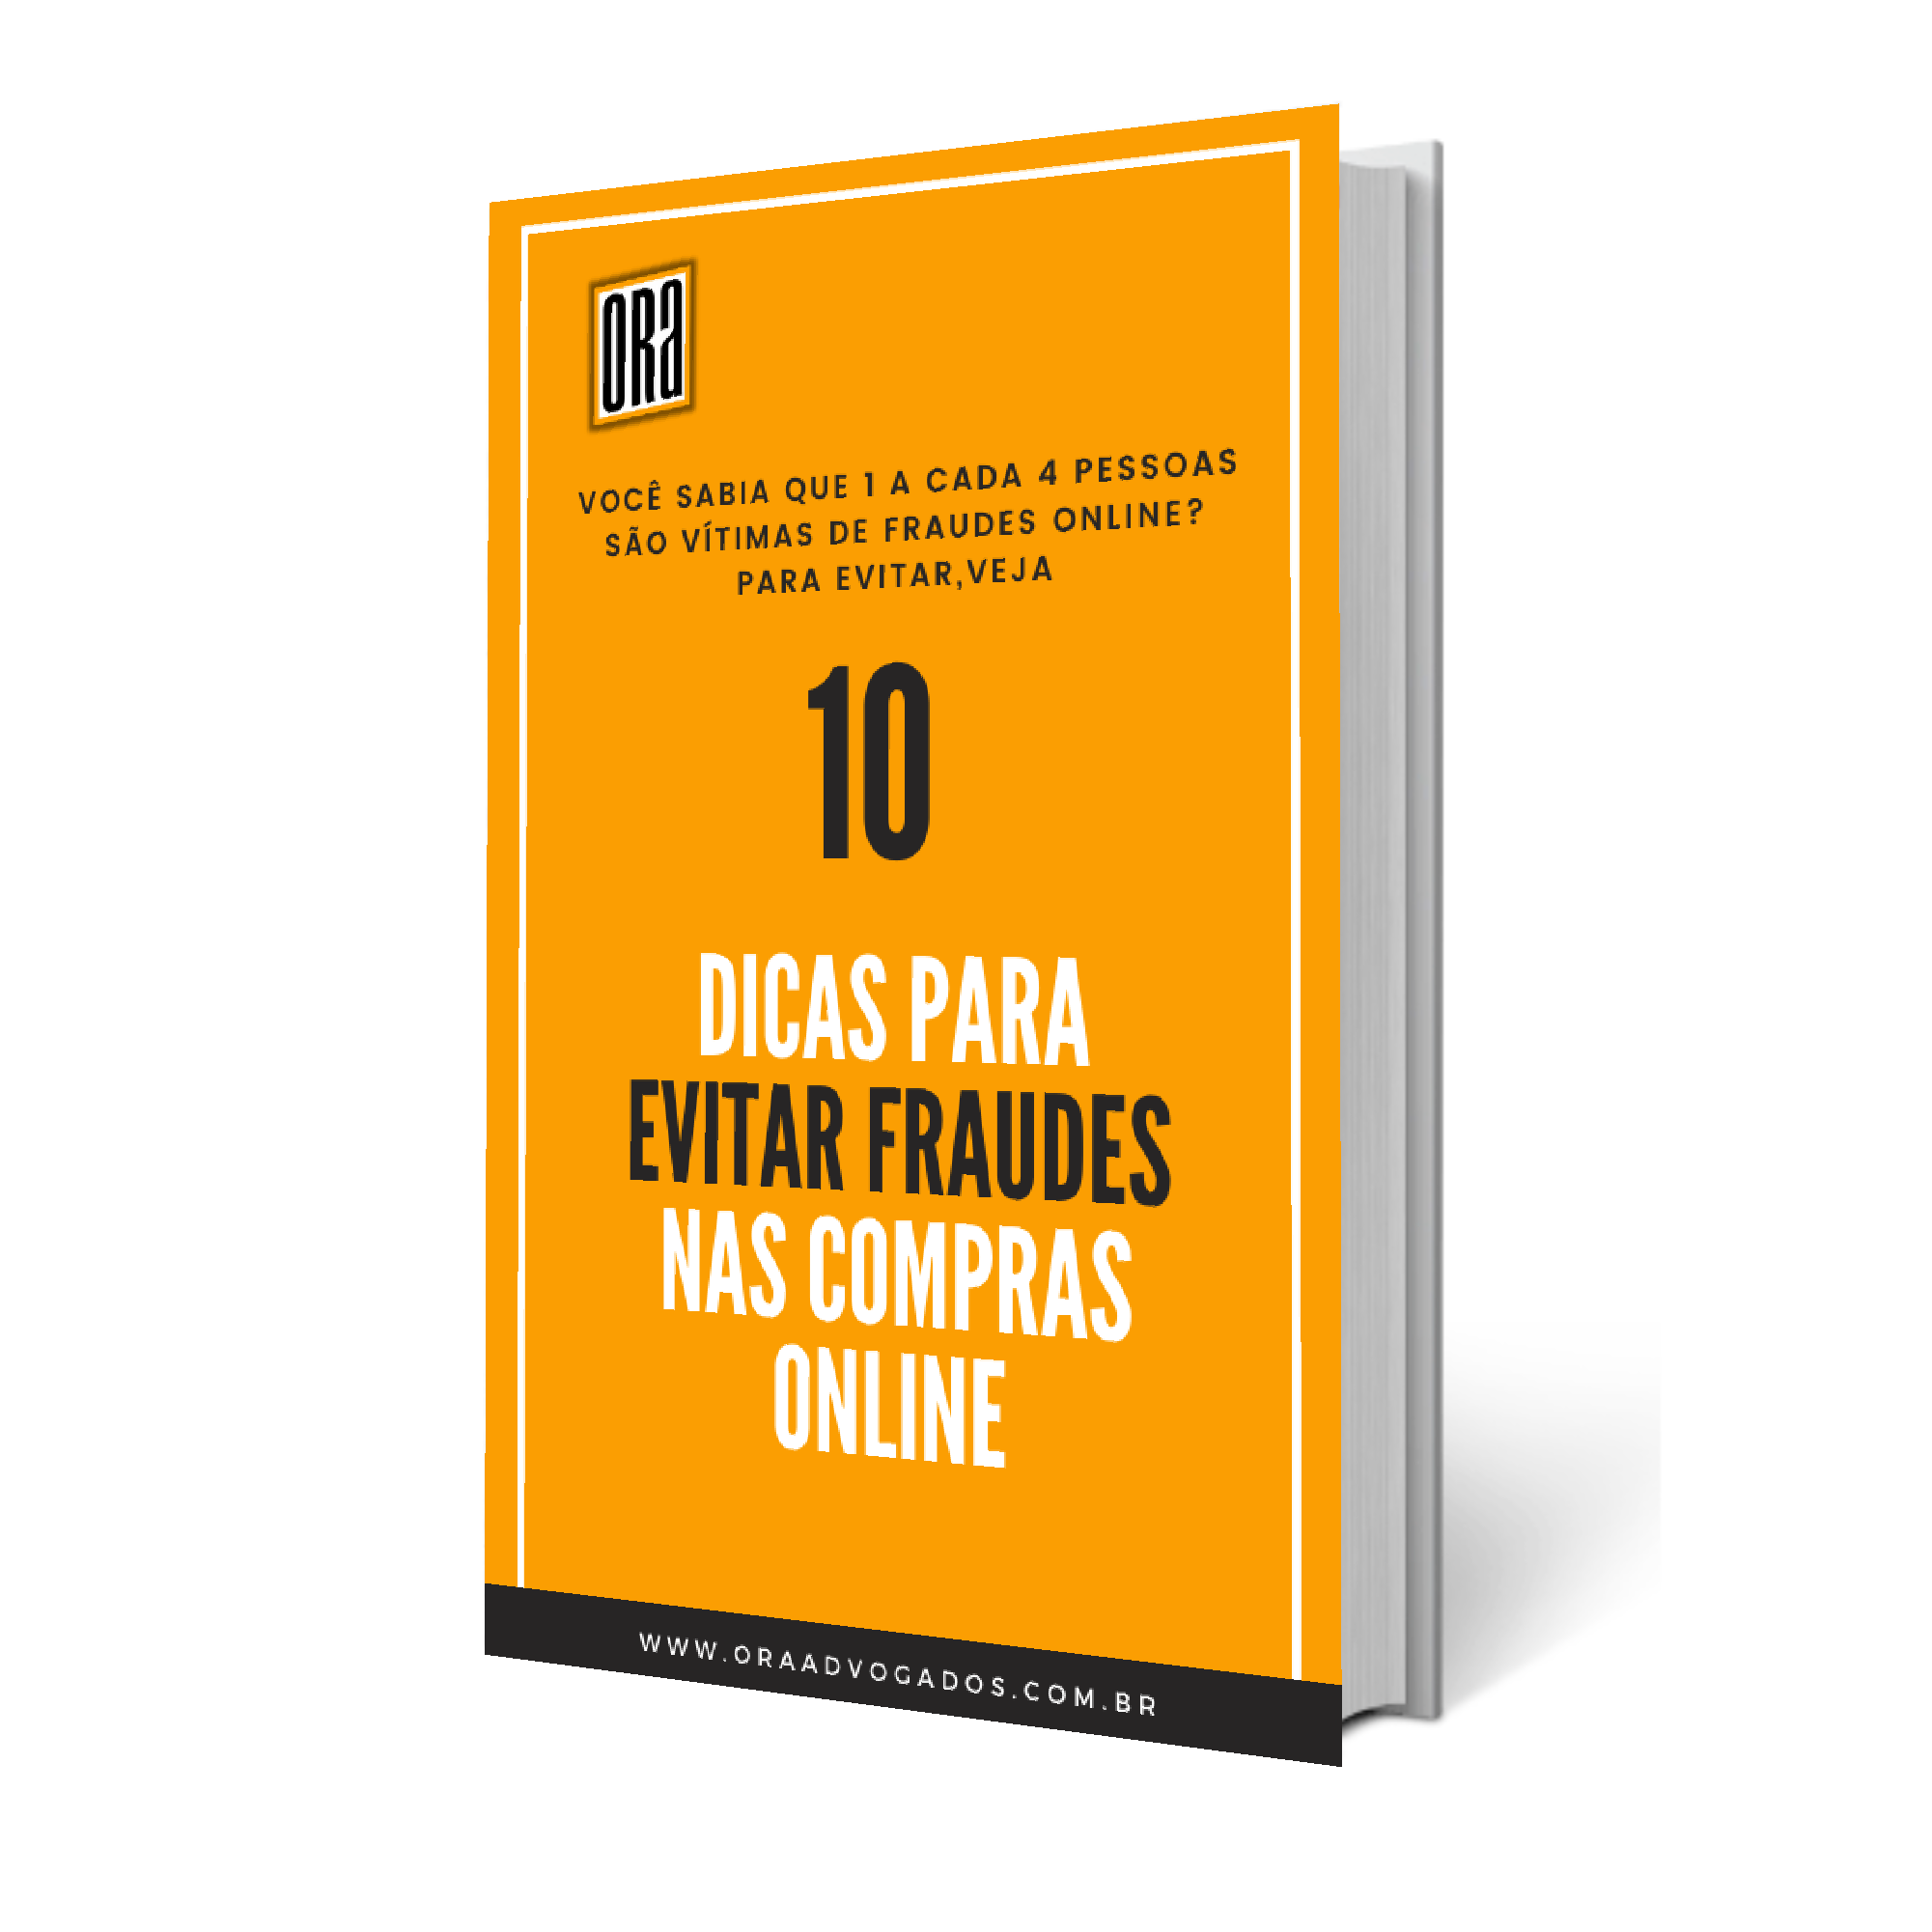 ORA
VOCÊ SABIA QUE 1 A CADA 4 PESSOAS
SÃO VÍTIMAS DE FRAUDES ONLINE?
PARA EVITAR,VEJA
10
DICAS PARA
EVITAR FRAUDES
NAS COMPRAS
ONLINE
WWW.ORAADVOGADOS.COM.BR